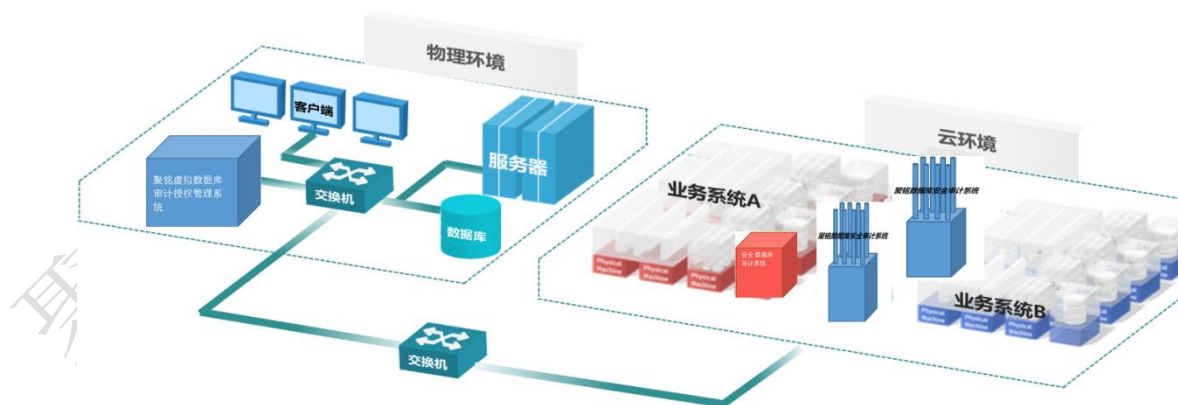 物理环境
云环境
客户端
服务器
聚铭虚拟数据库
审计授权管理系
统
交换机
数据库
业务系统A
聚铭数据库安全审计系统
聚铭数据库安全审计系统
安全数据库
审计系统
Physical
Machine
Physical
Machine
Physical
Machine
业务系统B
Physical
Machine
Physical
Machine
Physical
Machine
Physical
Machine
交换机